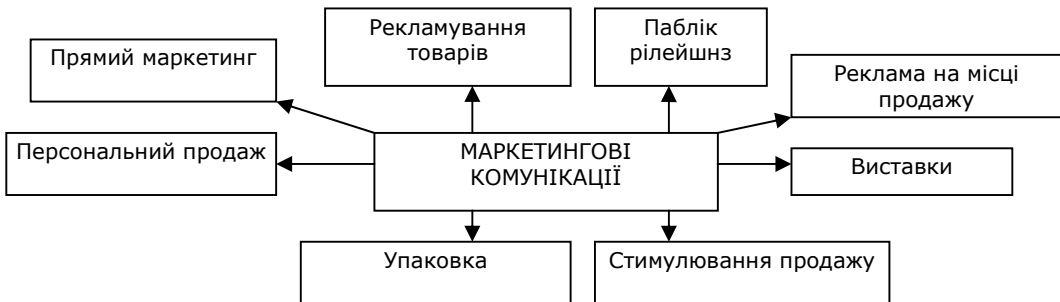 Рекламування
товарів
Паблік
рілейшнз
Прямий маркетинг
Реклама на місці
продажу
Персональний продаж
МАРКЕТИНГОВІ
КОМУНІКАЦІЇ
Виставки
Упаковка
Стимулювання продажу